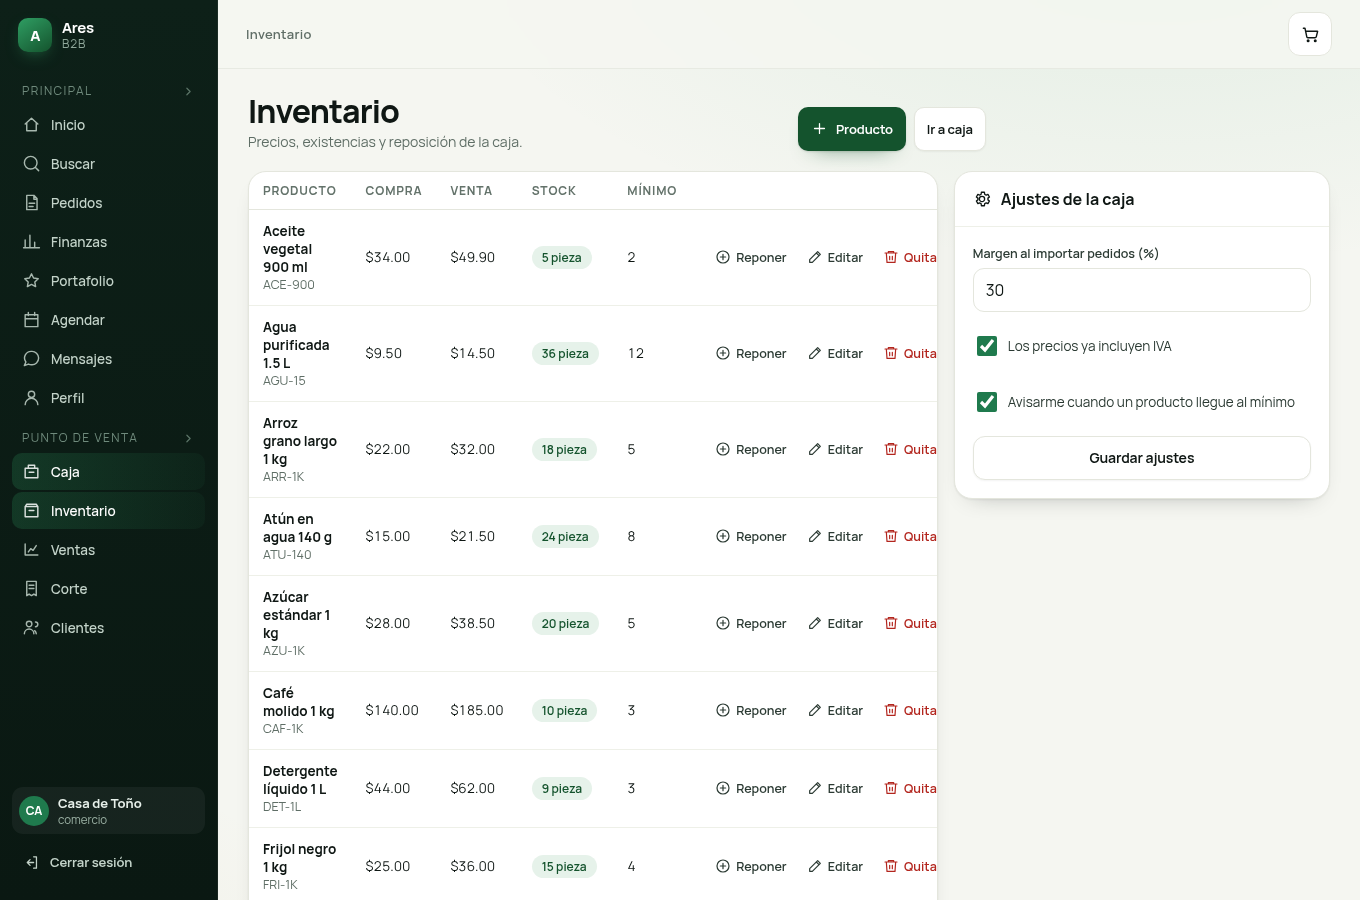 A
Ares
B2B
PRINCIPAL
Inicio
Buscar
Pedidos
Finanzas
Portafolio
Agendar
Mensajes
Perfil
PUNTO DE VENTA
Caja
Inventario
Ventas
Corte
Clientes
CA
Casa de Toño
comercio
Cerrar sesión
Inventario
Inventario
Precios, existencias y reposición de la caja.
Producto
Ir a caja
PRODUCTO COMPRA VENTA STOCK MÍNIMO
Aceite
vegetal
900 ml
ACE-900
$34.00 $49.90 5 pieza 2 Reponer Editar Quita
Agua
purificada
1.5 L
AGU-15
$9.50 $14.50 36 pieza 12 Reponer Editar Quita
Arroz
grano largo
1 kg
ARR-1K
$22.00 $32.00 18 pieza 5 Reponer Editar Quita
Atún en
agua 140 g
ATU-140
$15.00 $21.50 24 pieza 8 Reponer Editar Quita
Azúcar
estándar 1
kg
AZU-1K
$28.00 $38.50 20 pieza 5 Reponer Editar Quita
Café
molido 1 kg
CAF-1K
$140.00 $185.00 10 pieza 3 Reponer Editar Quita
Detergente
líquido 1 L
DET-1L
$44.00 $62.00 9 pieza 3 Reponer Editar Quita
Frijol negro
1 kg
FRI-1K
$25.00 $36.00 15 pieza 4 Reponer Editar Quita
Ajustes de la caja
Margen al importar pedidos (%)
30
Los precios ya incluyen IVA
Avisarme cuando un producto llegue al mínimo
Guardar ajustes